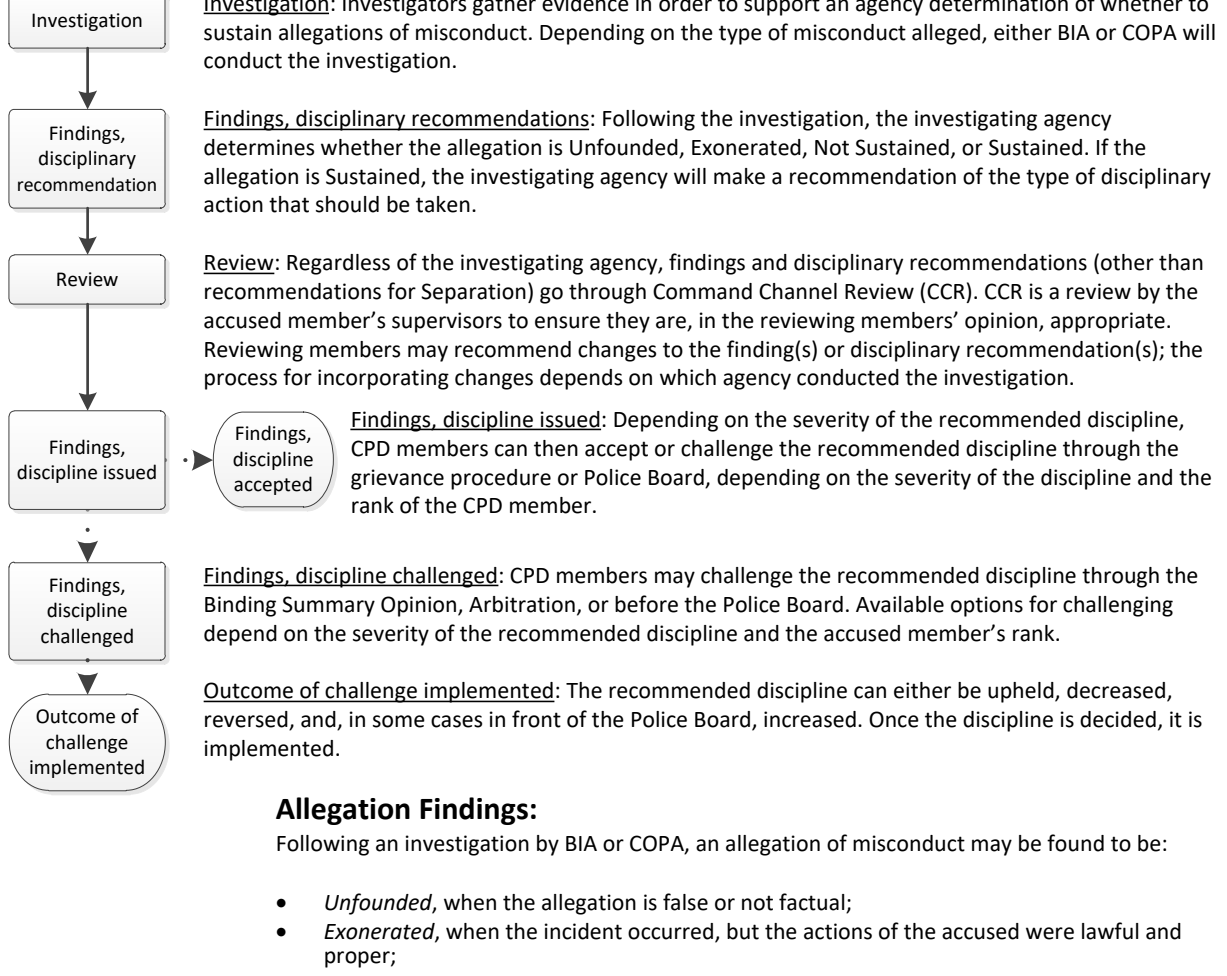 Investigation
Investigation: Investigators gather evidence in order to support an agency determination of whether to
sustain allegations of misconduct. Depending on the type of misconduct alleged, either BIA or COPA will
conduct the investigation.
Findings,
disciplinary
recommendation
Findings, disciplinary recommendations: Following the investigation, the investigating agency
determines whether the allegation is Unfounded, Exonerated, Not Sustained, or Sustained. If the
allegation is Sustained, the investigating agency will make a recommendation of the type of disciplinary
action that should be taken.
Review
Review: Regardless of the investigating agency, findings and disciplinary recommendations (other than
recommendations for Separation) go through Command Channel Review (CCR). CCR is a review by the
accused member’s supervisors to ensure they are, in the reviewing members’ opinion, appropriate.
Reviewing members may recommend changes to the finding(s) or disciplinary recommendation(s); the
process for incorporating changes depends on which agency conducted the investigation.
Findings,
discipline issued
Findings,
discipline
accepted
Findings, discipline issued: Depending on the severity of the recommended discipline,
CPD members can then accept or challenge the recommended discipline through the
grievance procedure or Police Board, depending on the severity of the discipline and the
rank of the CPD member.
Findings,
discipline
challenged
Findings, discipline challenged: CPD members may challenge the recommended discipline through the
Binding Summary Opinion, Arbitration, or before the Police Board. Available options for challenging
depend on the severity of the recommended discipline and the accused member’s rank.
Outcome of
challenge
implemented
Outcome of challenge implemented: The recommended discipline can either be upheld, decreased,
reversed, and, in some cases in front of the Police Board, increased. Once the discipline is decided, it is
implemented.
Allegation Findings:
Following an investigation by BIA or COPA, an allegation of misconduct may be found to be:
• Unfounded, when the allegation is false or not factual;
• Exonerated, when the incident occurred, but the actions of the accused were lawful and
proper;